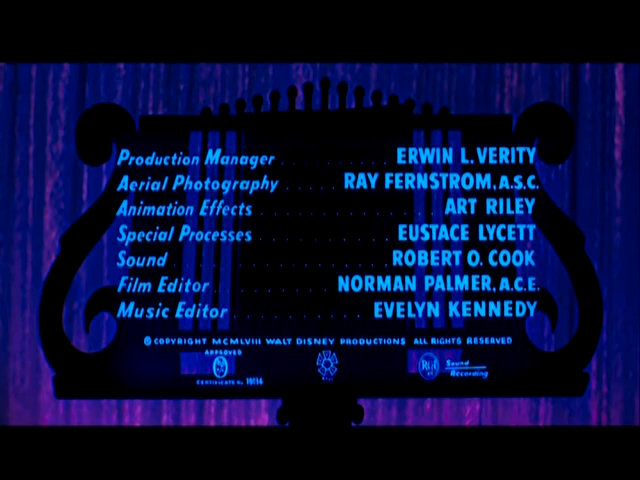 Production Manager . . . . . . . . . ERWIN L. VERITY
Aerial Photography . . . . . RAY FERNSTROM, A.S.C.
Animation Effects . . . . . . . . . . . . . ART RILEY
Special Processes . . . . . . . . . . EUSTACE LYCETT
Sound . . . . . . . . . . . . . . . . ROBERT O. COOK
Film Editor . . . . . . . . . NORMAN PALMER, A.C.E.
Music Editor . . . . . . . . . . EVELYN KENNEDY
© COPYRIGHT MCMLVIII WALT DISNEY PRODUCTIONS ALL RIGHTS RESERVED
APPROVED
CERTIFICATE No.
RCA Sound Recording